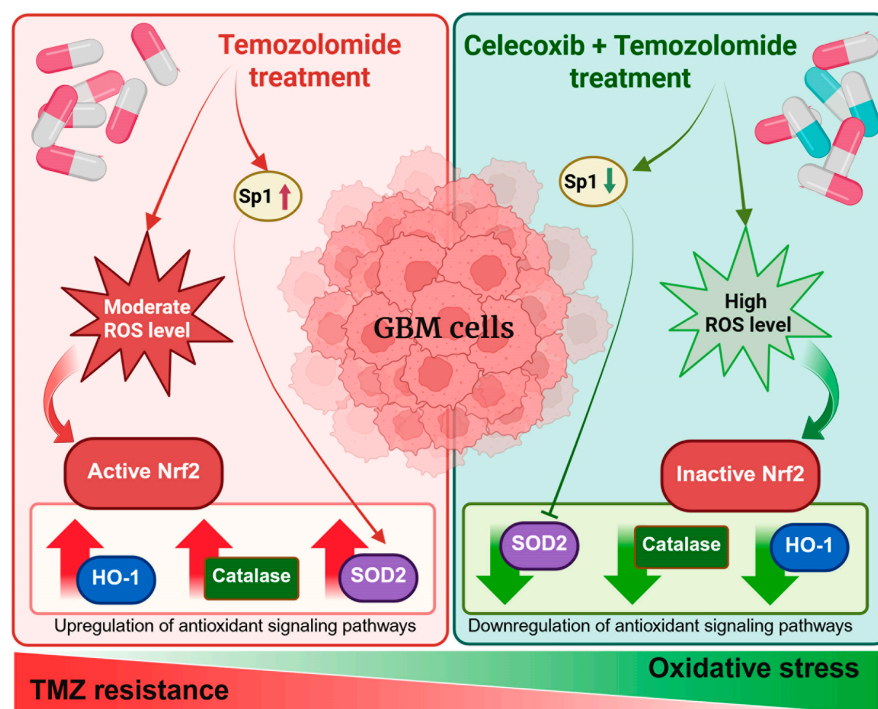 Temozolomide
treatment
Sp1
Moderate
ROS level
Active Nrf2
HO-1
Catalase
SOD2
Upregulation of antioxidant signaling pathways
GBM cells
Celecoxib + Temozolomide
treatment
Sp1
High
ROS level
Inactive Nrf2
SOD2
Catalase
HO-1
Downregulation of antioxidant signaling pathways
TMZ resistance
Oxidative stress